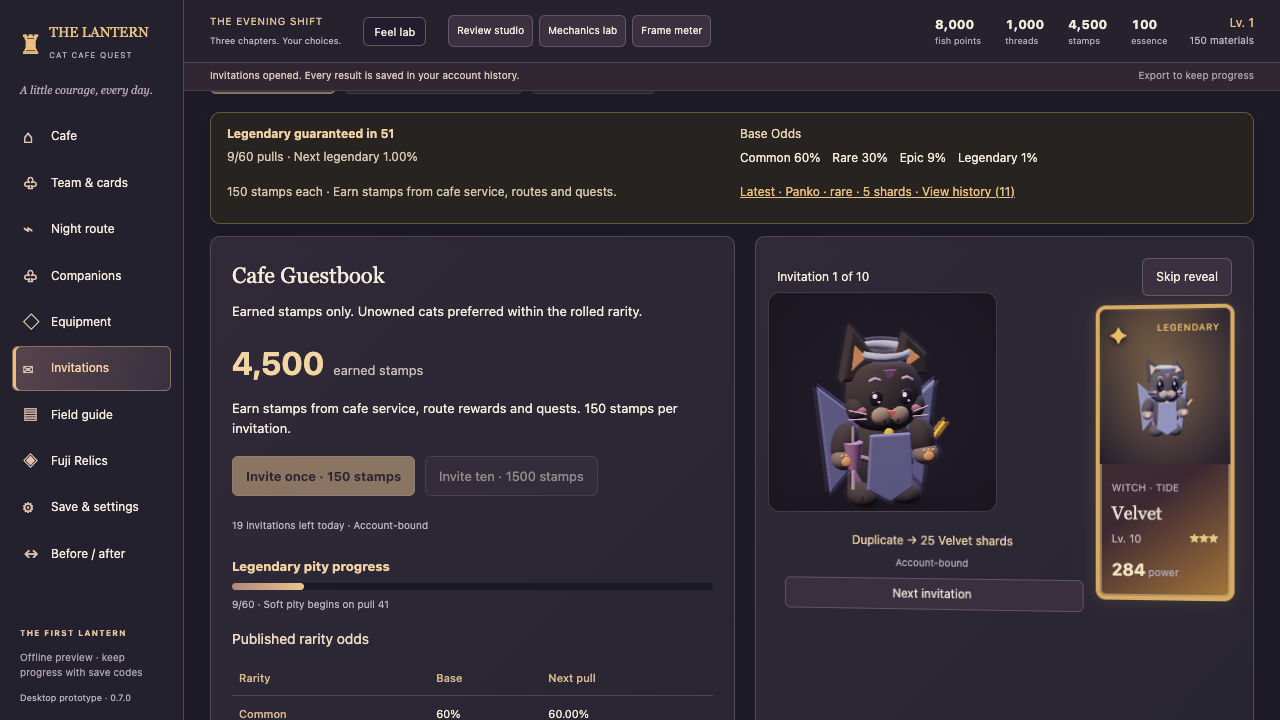 THE LANTERN
CAT CAFE QUEST
A little courage, every day.
Cafe
Team & cards
Night route
Companions
Equipment
Invitations
Field guide
Fuji Relics
Save & settings
Before / after
THE FIRST LANTERN
Offline preview · keep
progress with save codes
Desktop prototype · 0.7.0
THE EVENING SHIFT
Three chapters. Your choices.
Feel lab
Review studio
Mechanics lab
Frame meter
8,000
fish points
1,000
threads
4,500
stamps
100
essence
Lv. 1
150 materials
Invitations opened. Every result is saved in your account history.
Export to keep progress
Legendary guaranteed in 51
9/60 pulls · Next legendary 1.00%
150 stamps each · Earn stamps from cafe service, routes and quests.
Base Odds
Common 60% Rare 30% Epic 9% Legendary 1%
Latest · Panko · rare · 5 shards · View history (11)
Cafe Guestbook
Earned stamps only. Unowned cats preferred within the rolled rarity.
4,500 earned stamps
Earn stamps from cafe service, route rewards and quests. 150 stamps per
invitation.
Invite once · 150 stamps
Invite ten · 1500 stamps
19 invitations left today · Account-bound
Legendary pity progress
9/60 · Soft pity begins on pull 41
Published rarity odds
Rarity Base Next pull
Common 60% 60.00%
Invitation 1 of 10
Skip reveal
LEGENDARY
WITCH · TIDE
Velvet
Lv. 10
284 power
Duplicate → 25 Velvet shards
Account-bound
Next invitation